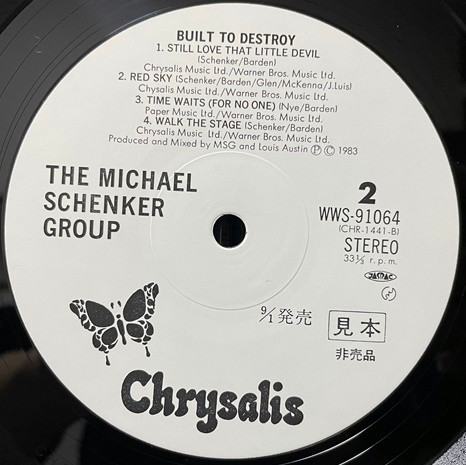 BUILT TO DESTROY
1. STILL LOVE THAT LITTLE DEVIL
(Schenker/Barden)
Chrysalis Music Ltd./Warner Bros. Music Ltd.
2. RED SKY (Schenker/Barden/Glen/McKenna/J.Luis)
Chrysalis Music Ltd./Warner Bros. Music Ltd.
3. TIME WAITS (FOR NO ONE) (Nye/Barden)
Paper Music Ltd./Warner Bros. Music Ltd.
4. WALK THE STAGE (Schenker/Barden)
Chrysalis Music Ltd./Warner Bros. Music Ltd.
Produced and Mixed by MSG and Louis Austin Ⓟ © 1983
THE MICHAEL
SCHENKER
GROUP
2
WWS-91064
(CHR-1441-B)
STEREO
33⅓ r.p.m.
JASRAC
9/1発売
見本
非売品
Chrysalis